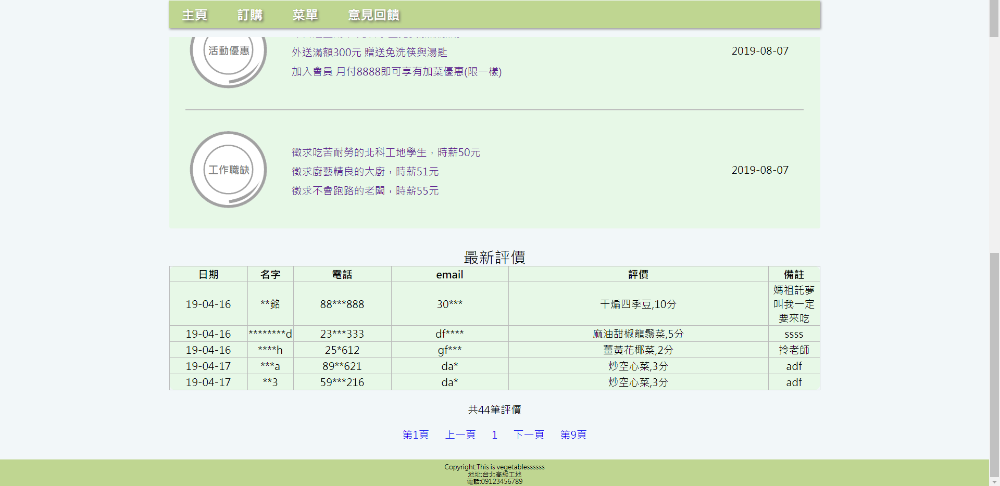 主頁 訂購 菜單 意見回饋
活動優惠
外送滿額300元 贈送免洗筷與湯匙
加入會員 月付8888即可享有加菜優惠(限一樣)
2019-08-07
工作職缺
徵求吃苦耐勞的北科工地學生，時薪50元
徵求廚藝精良的大廚，時薪51元
徵求不會跑路的老闆，時薪55元
2019-08-07
最新評價
日期 名字 電話 email 評價 備註
19-04-16 **銘 88***888 30*** 干煸四季豆,10分 媽祖託夢
叫我一定
要來吃
19-04-16 ********d 23***333 df**** 麻油甜椒龍鬚菜,5分 ssss
19-04-16 ****h 25*612 gf*** 薑黃花椰菜,2分 拎老師
19-04-17 ***a 89**621 da* 炒空心菜,3分 adf
19-04-17 **3 59***216 da* 炒空心菜,3分 adf
共44筆評價
第1頁 上一頁 1 下一頁 第9頁
Copyright:This is vegetablessssss
地址:台北高級工地
電話:09123456789